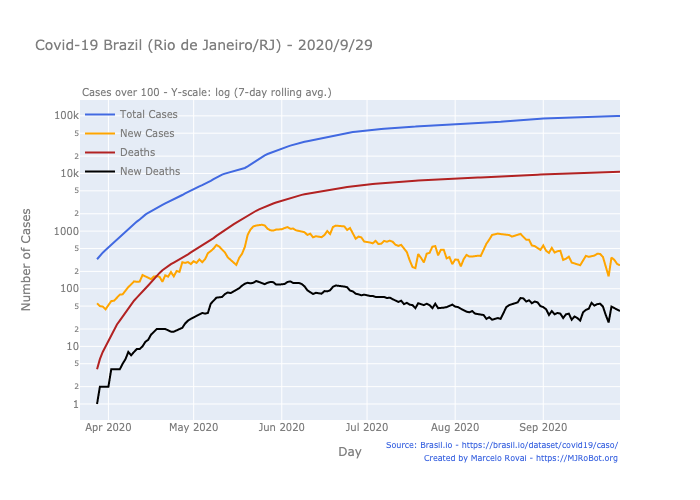 Covid-19 Brazil (Rio de Janeiro/RJ) - 2020/9/29
Cases over 100 - Y-scale: log (7-day rolling avg.)
Total Cases
New Cases
Deaths
New Deaths
100k
5
2
10k
5
2
1000
5
2
100
5
2
10
5
2
1
Number of Cases
Apr 2020
May 2020
Jun 2020
Jul 2020
Aug 2020
Sep 2020
Day
Source: Brasil.io - https://brasil.io/dataset/covid19/caso/
Created by Marcelo Rovai - https://MJRoBot.org